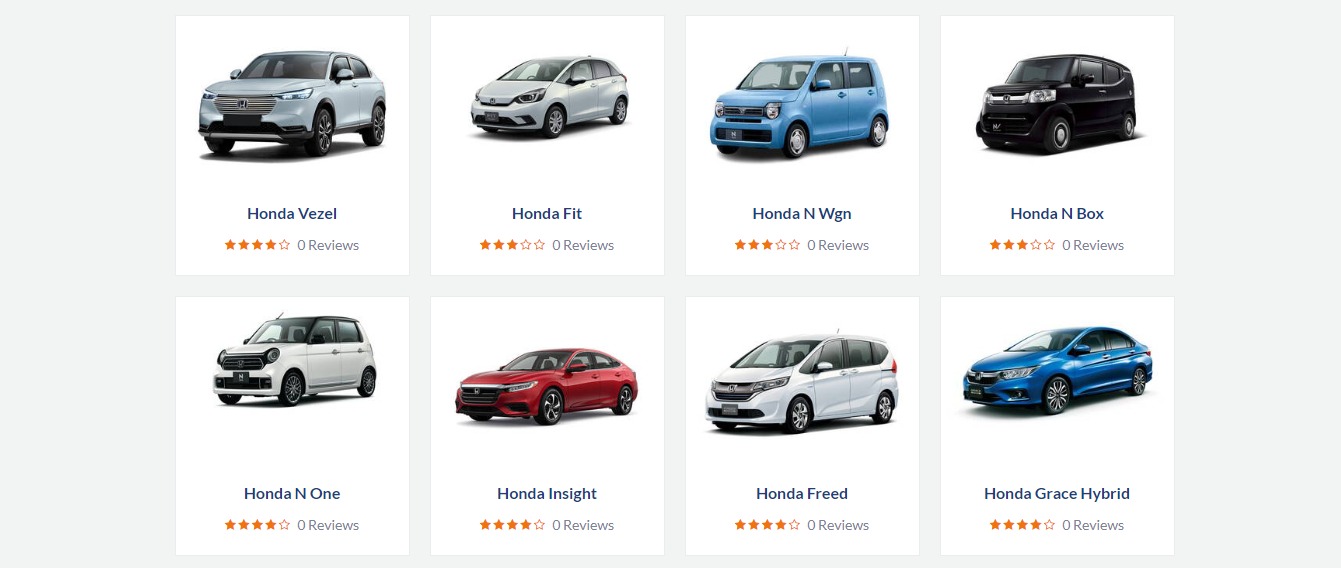 Honda Vezel
0 Reviews
Honda Fit
0 Reviews
Honda N Wgn
0 Reviews
Honda N Box
0 Reviews
Honda N One
0 Reviews
Honda Insight
0 Reviews
Honda Freed
0 Reviews
Honda Grace Hybrid
0 Reviews